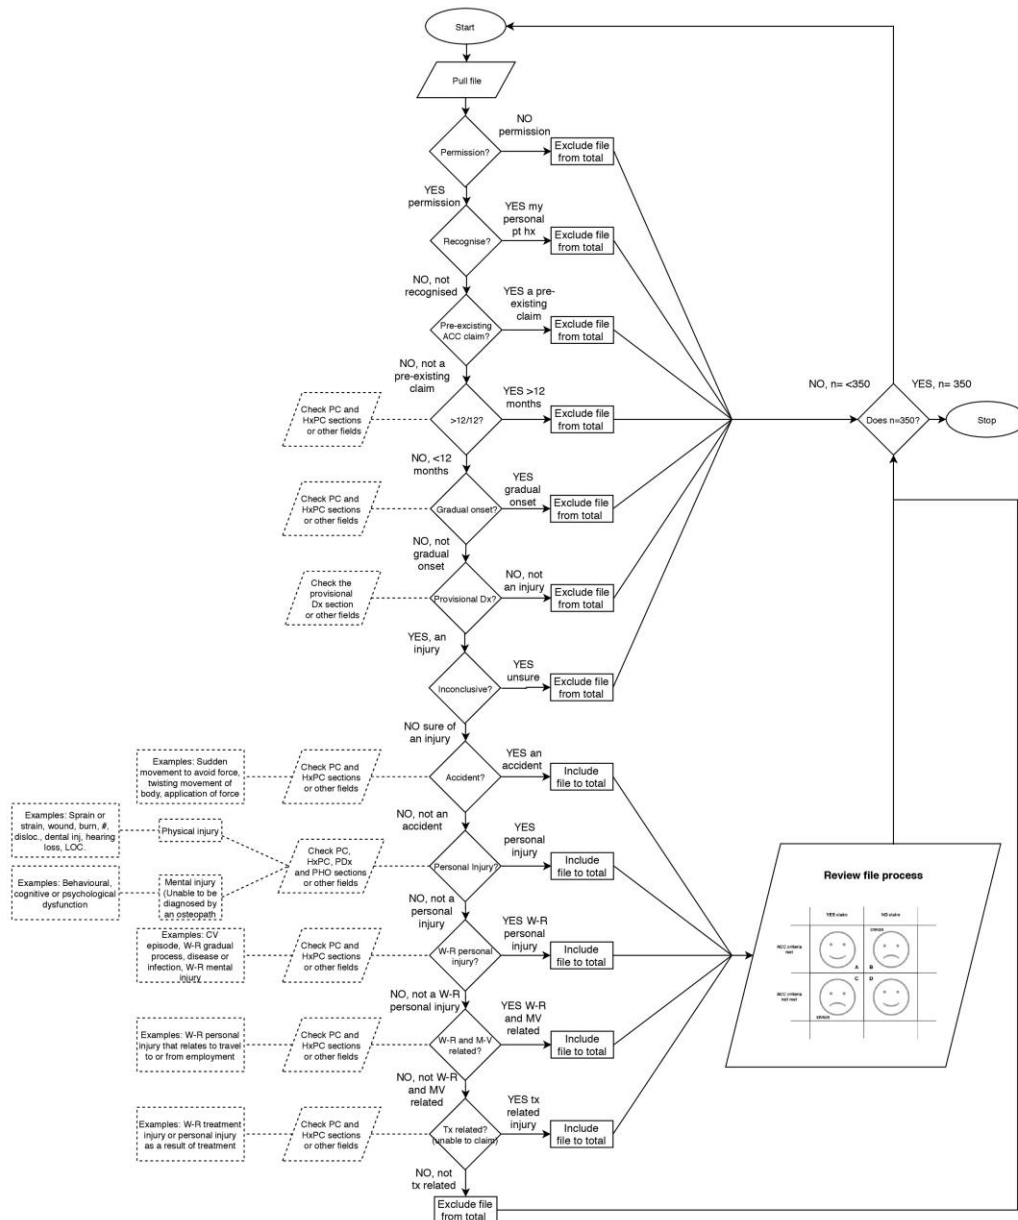 Start
Pull file
Permission?
NO
permission
Exclude file
from total
YES
permission
Recognise?
YES my
personal
pt hx
Exclude file
from total
NO, not
recognised
Pre-excisting
ACC claim?
YES a pre-
existing
claim
Exclude file
from total
NO, not a
pre-existing
claim
Check PC and
HxPC sections
or other fields
>12/12?
YES >12
months
Exclude file
from total
NO, n= <350
YES, n= 350
Does n=350?
Stop
NO, <12
months
Check PC and
HxPC sections
or other fields
Gradual onset?
YES
gradual
onset
Exclude file
from total
NO, not
gradual
onset
Check the
provisional
Dx section
or other fields
Provisional Dx?
NO, not
an injury
Exclude file
from total
YES, an
injury
Inconclusive?
YES
unsure
Exclude file
from total
NO sure of
an injury
Examples: Sudden
movement to avoid force,
twisting movement of
body, application of force
Check PC and
HxPC sections
or other fields
Accident?
YES an
accident
Include
file to total
NO, not an
accident
Examples: Sprain or
strain, wound, burn, #,
disloc., dental inj, hearing
loss, LOC.
Physical injury
Examples: Behavioural,
cognitive or psychological
dysfunction
Mental injury
(Unable to be
diagnosed by
an osteopath
Check PC,
HxPC, PDx
and PHO sections
or other fields
Personal Injury?
YES
personal
injury
Include
file to total
NO, not a
personal
injury
Examples: CV
episode, W-R gradual
process, disease or
infection, W-R mental
injury
Check PC and
HxPC sections
or other fields
W-R personal
injury?
YES W-R
personal
injury
Include
file to total
NO, not a W-R
personal injury
Examples: W-R personal
injury that relates to travel
to or from employment
Check PC and
HxPC sections
or other fields
W-R and M-V
related?
YES W-R
and MV
related
Include
file to total
NO, not W-R
and MV
related
Examples: W-R treatment
injury or personal injury
as a result of treatment
Check PC and
HxPC sections
or other fields
Tx related?
(unable to claim)
YES tx
related
injury
Include
file to total
NO, not
tx related
Exclude file
from total
Review file process
YES claim
NO claim
ACC criteria
met
A
B
ERROR
ACC criteria
not met
C
D
ERROR